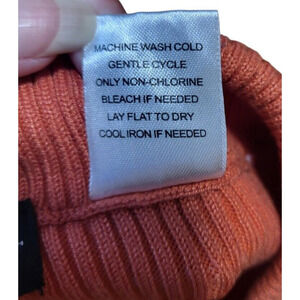 MACHINE WASH COLD
GENTLE CYCLE
ONLY NON-CHLORINE
BLEACH IF NEEDED
LAY FLAT TO DRY
COOL IRON IF NEEDED